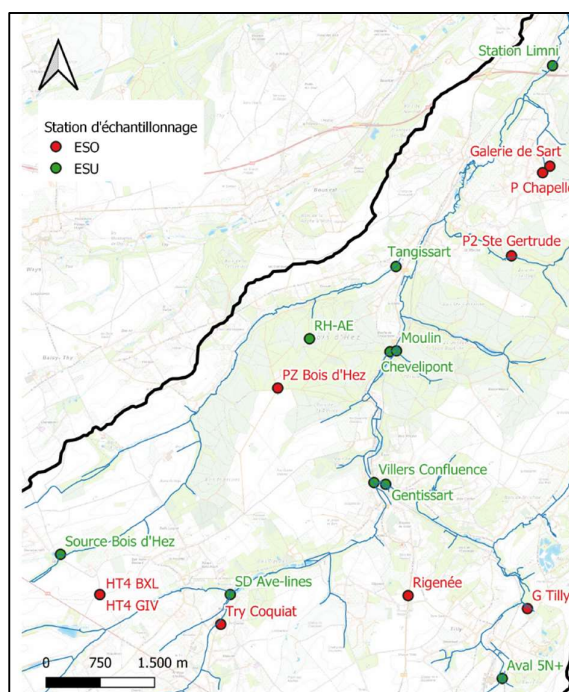 Station Limni
Station d'échantillonnage
ESO
ESU
Galerie de Sart
P Chapelle
P2 Ste Gertrude
Tangissart
RH-AE
Moulin
Chevelipont
PZ Bois d'Hez
Villers Confluence
Gentissart
Source Bois d'Hez
HT4 BXL
HT4 GIV
SD Ave-lines
Rigenée
G Tilly
Try Coquiat
0 750 1.500 m
Aval 5N+